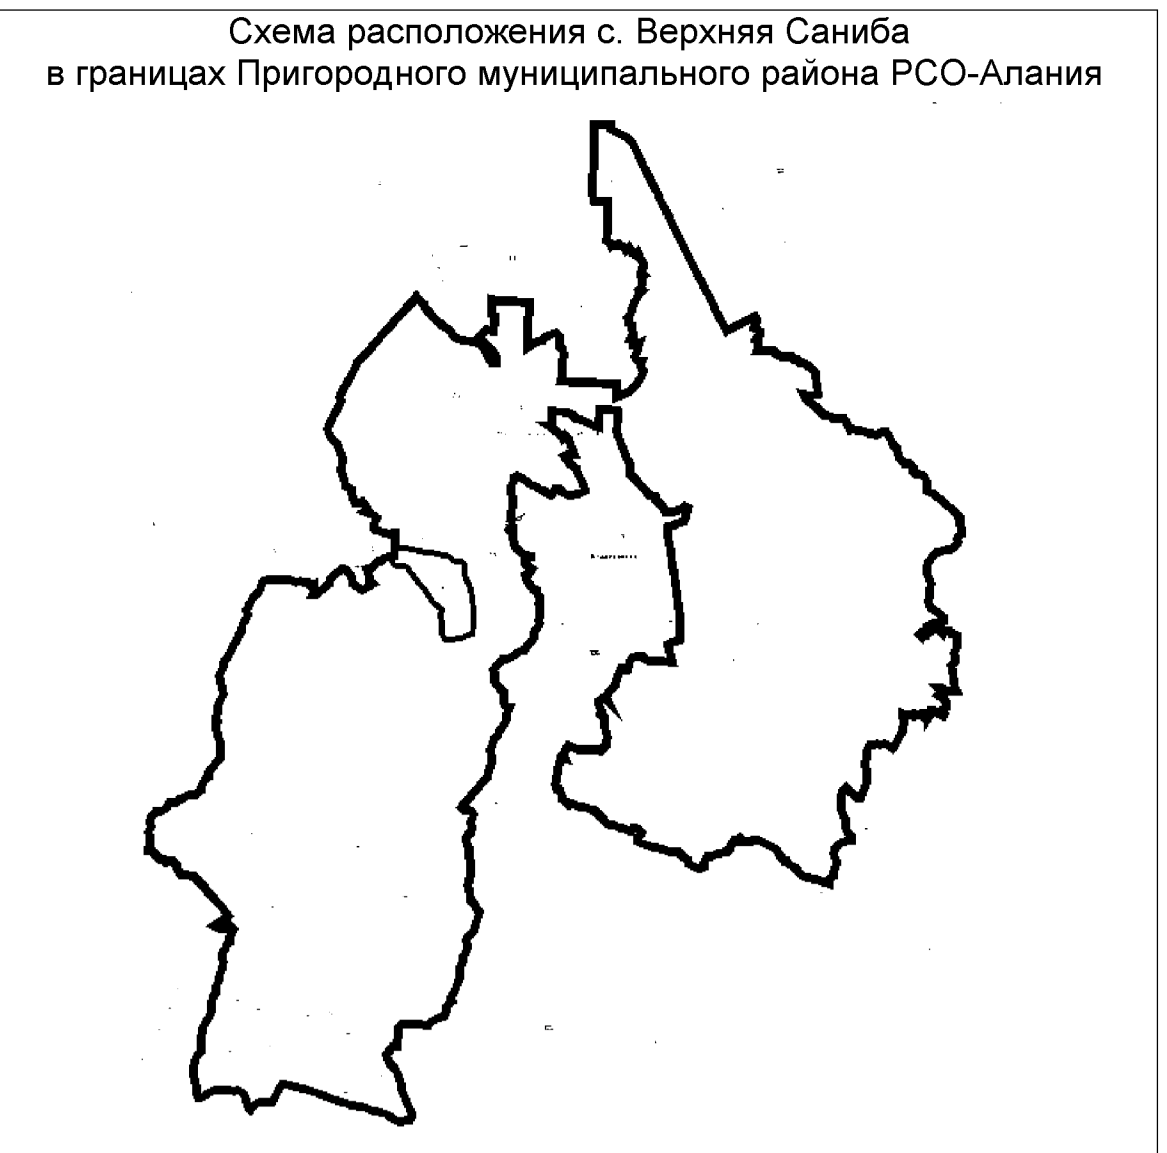 Схема расположения с. Верхняя Саниба
в границах Пригородного муниципального района РСО-Алания